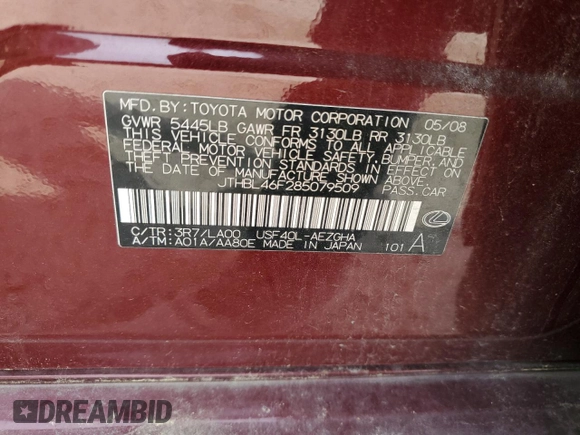 MFD. BY: TOYOTA MOTOR CORPORATION 05/08
GVWR 5445LB GAWR FR 3130LB RR 3130LB
THIS VEHICLE CONFORMS TO ALL APPLICABLE
FEDERAL MOTOR VEHICLE SAFETY, BUMPER, AND
THEFT PREVENTION STANDARDS IN EFFECT ON
THE DATE OF MANUFACTURE SHOWN ABOVE.
JTHBL46F285079509 PASS. CAR
C/TR: 3R7/LA00 USF40L-AEZGHA
A/TM: A01A/AA80E MADE IN JAPAN 101 A
DREAMBID